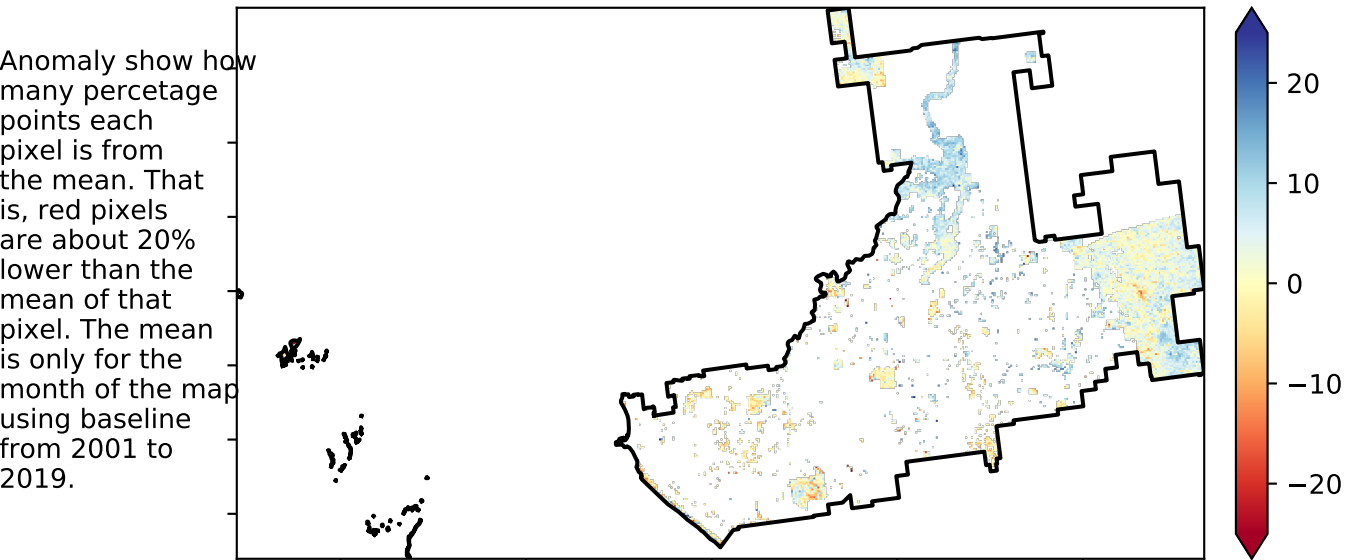 Anomaly show how
many percetage
points each
pixel is from
the mean. That
is, red pixels
are about 20%
lower than the
mean of that
pixel. The mean
is only for the
month of the map
using baseline
from 2001 to
2019.
20
10
0
−10
−20